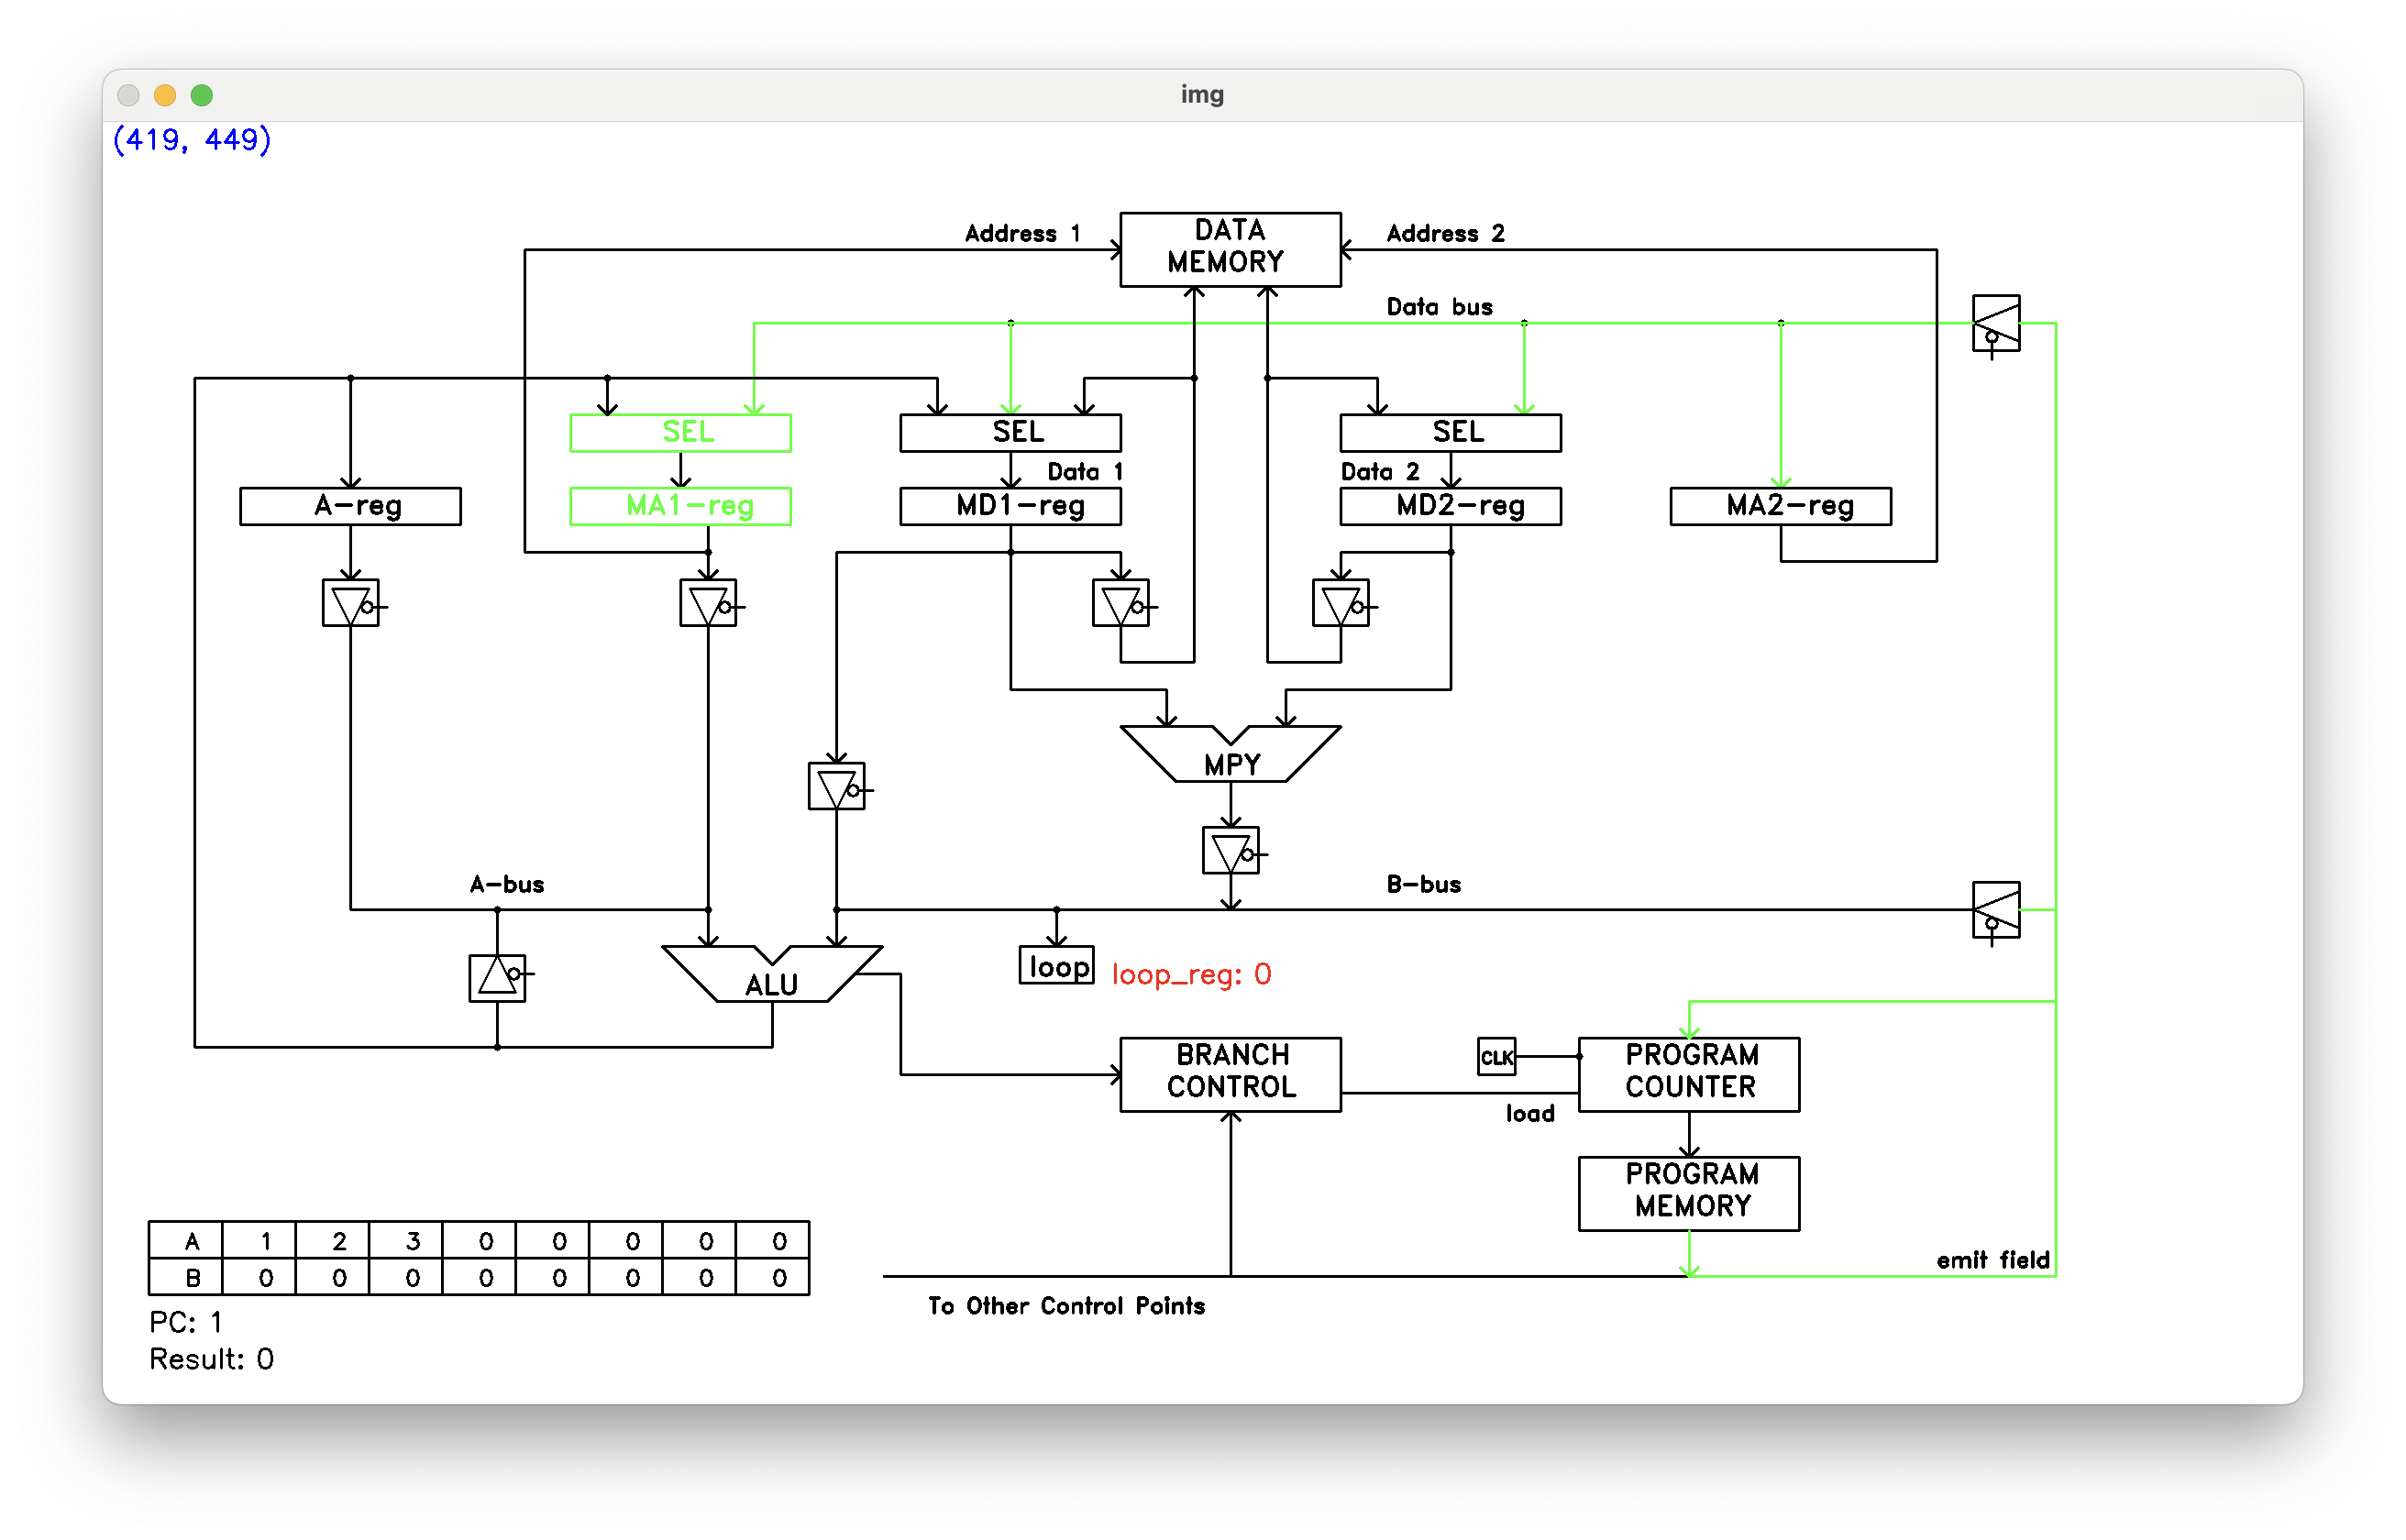 img
(419, 449)
Address 1
DATA
MEMORY
Address 2
Data bus
SEL
SEL
SEL
Data 1
Data 2
A-reg
MA1-reg
MD1-reg
MD2-reg
MA2-reg
MPY
A-bus
B-bus
ALU
loop
loop_reg: 0
BRANCH
CONTROL
CLK
PROGRAM
COUNTER
load
PROGRAM
MEMORY
A 1 2 3 0 0 0 0 0
B 0 0 0 0 0 0 0 0
emit field
To Other Control Points
PC: 1
Result: 0